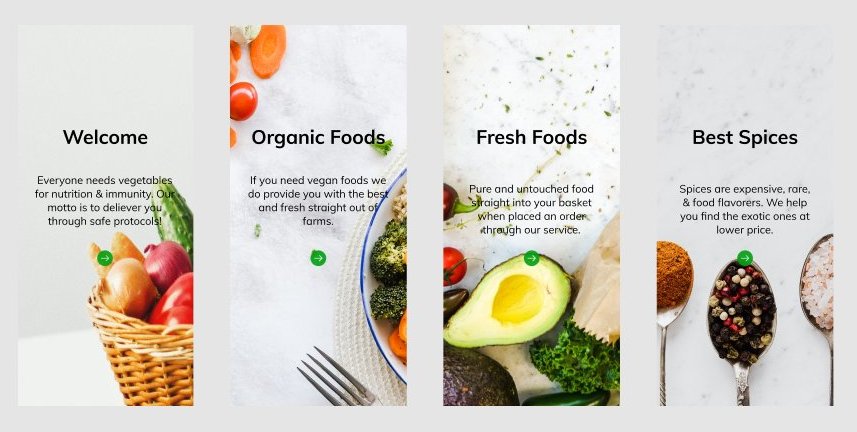 Welcome
Everyone needs vegetables
for nutrition & immunity. Our
motto is to deliever you
through safe protocols!
Organic Foods
If you need vegan foods we
do provide you with the best
and fresh straight out of
farms.
Fresh Foods
Pure and untouched food
straight into your basket
when placed an order
through our service.
Best Spices
Spices are expensive, rare,
& food flavorers. We help
you find the exotic ones at
lower price.